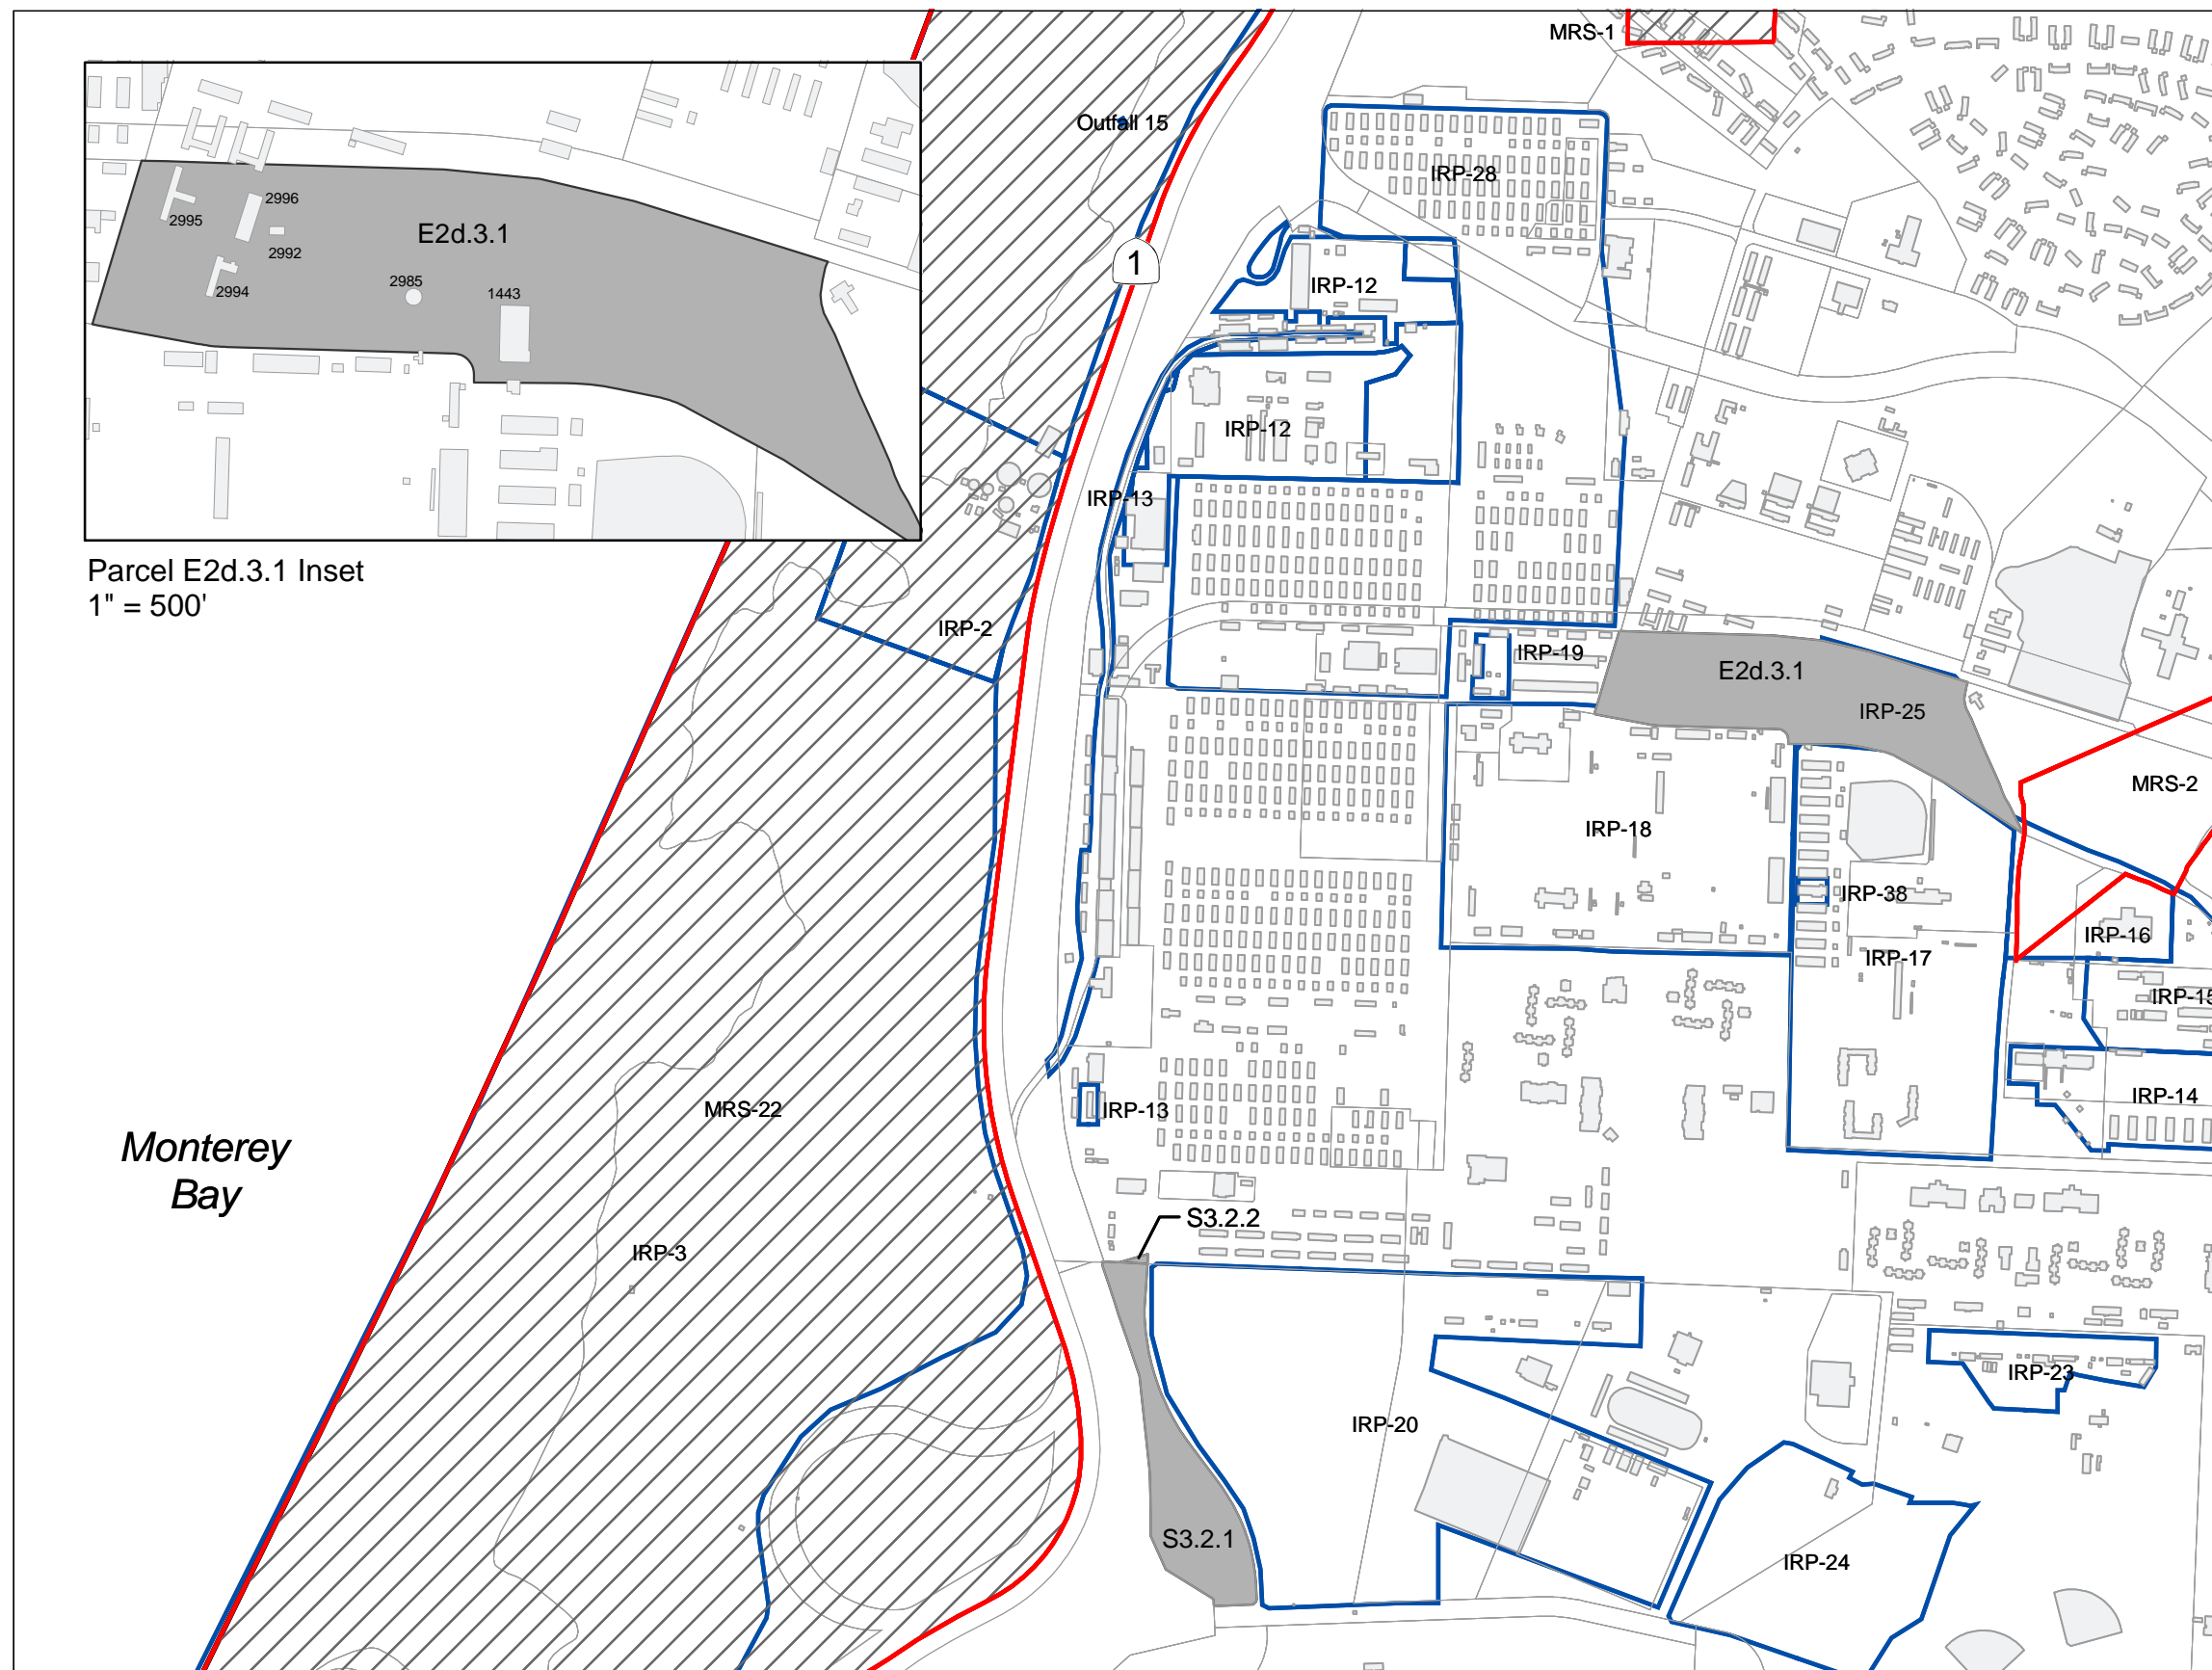 MRS-1
Outfall 15
IRP-28
2996
2995
E2d.3.1
2992
1
2985
IRP-12
2994
1443
IRP-12
IRP-13
Parcel E2d.3.1 Inset
1" = 500'
IRP-2
IRP-19
E2d.3.1
IRP-25
MRS-2
IRP-18
IRP-38
IRP-16
IRP-17
IRP-15
IRP-14
MRS-22
IRP-13
Monterey
Bay
S3.2.2
IRP-3
IRP-23
IRP-20
S3.2.1
IRP-24